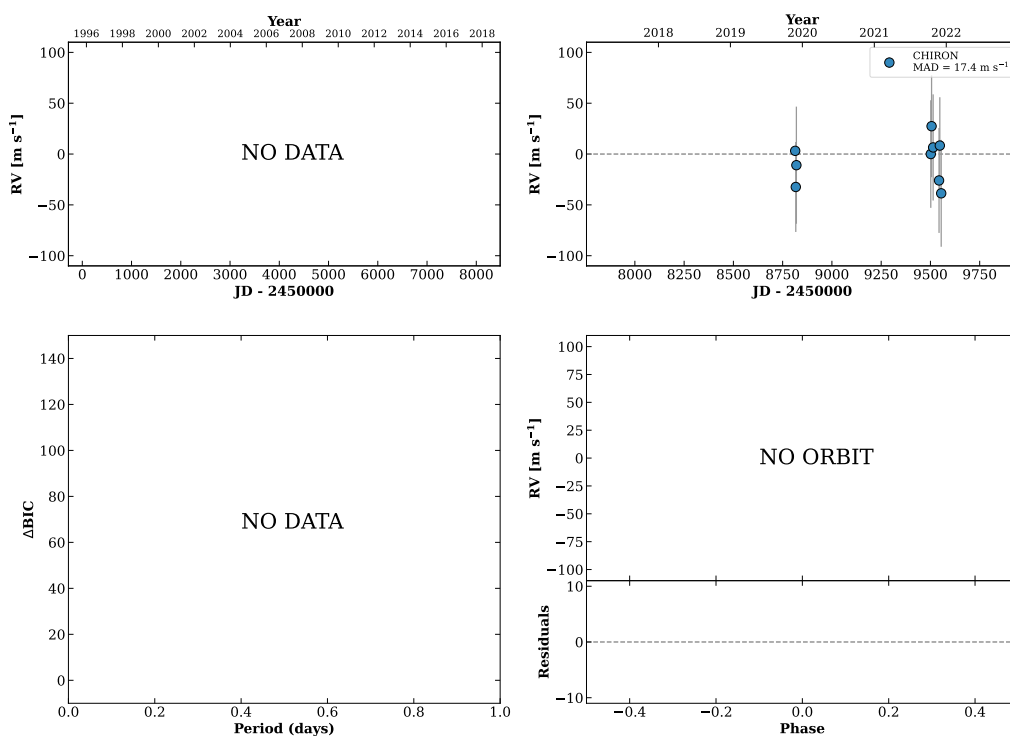 Year
1996 1998 2000 2002 2004 2006 2008 2010 2012 2014 2016 2018
100
50
0
−50
−100
RV [m s⁻¹]
NO DATA
0 1000 2000 3000 4000 5000 6000 7000 8000
JD - 2450000
Year
2018 2019 2020 2021 2022
100
50
0
−50
−100
RV [m s⁻¹]
CHIRON
MAD = 17.4 m s⁻¹
8000 8250 8500 8750 9000 9250 9500 9750
JD - 2450000
140
120
100
80
60
40
20
0
ΔBIC
NO DATA
0.0 0.2 0.4 0.6 0.8 1.0
Period (days)
100
75
50
25
0
−25
−50
−75
−100
RV [m s⁻¹]
NO ORBIT
10
0
−10
Residuals
−0.4 −0.2 0.0 0.2 0.4
Phase